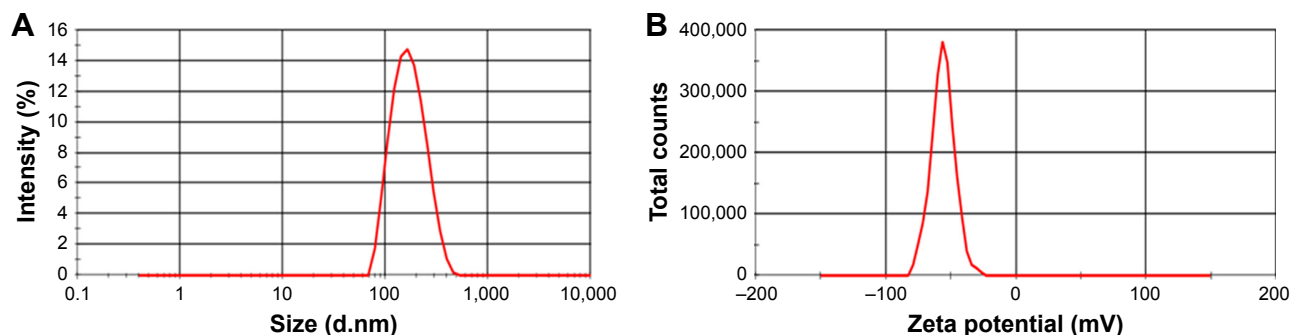 A
Intensity (%)
16
14
12
10
8
6
4
2
0
0.1 1 10 100 1,000 10,000
Size (d.nm)
B
Total counts
400,000
300,000
200,000
100,000
0
–200 –100 0 100 200
Zeta potential (mV)